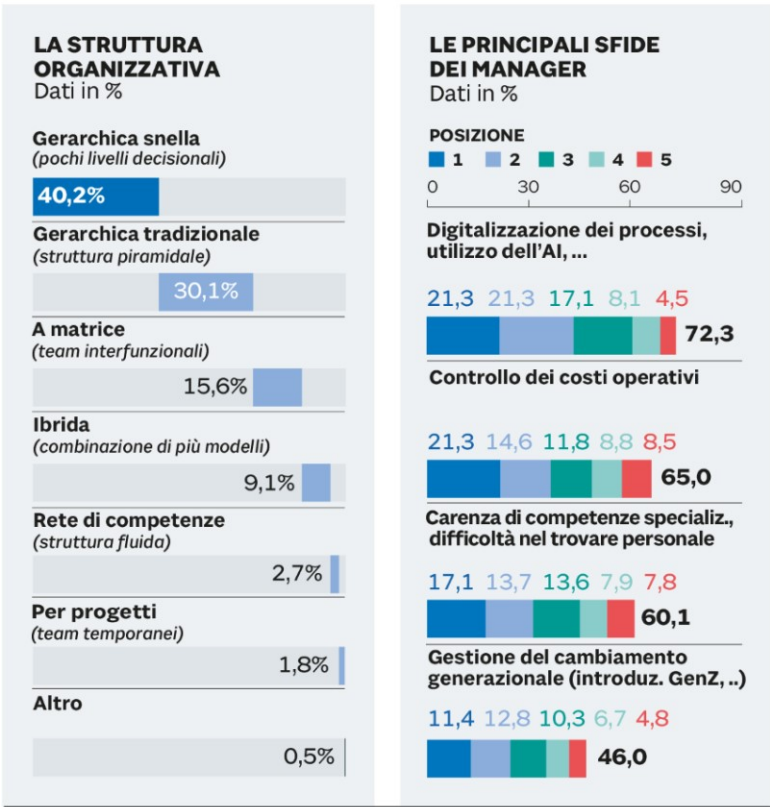 LA STRUTTURA
ORGANIZZATIVA
Dati in %
Gerarchica snella
(pochi livelli decisionali)
40,2%
Gerarchica tradizionale
(struttura piramidale)
30,1%
A matrice
(team interfunzionali)
15,6%
Ibrida
(combinazione di più modelli)
9,1%
Rete di competenze
(struttura fluida)
2,7%
Per progetti
(team temporanei)
1,8%
Altro
0,5%
LE PRINCIPALI SFIDE
DEI MANAGER
Dati in %
POSIZIONE
1 2 3 4 5
0 30 60 90
Digitalizzazione dei processi,
utilizzo dell'AI, ...
21,3 21,3 17,1 8,1 4,5
72,3
Controllo dei costi operativi
21,3 14,6 11,8 8,8 8,5
65,0
Carenza di competenze specializ.,
difficoltà nel trovare personale
17,1 13,7 13,6 7,9 7,8
60,1
Gestione del cambiamento
generazionale (introduz. GenZ, ..)
11,4 12,8 10,3 6,7 4,8
46,0